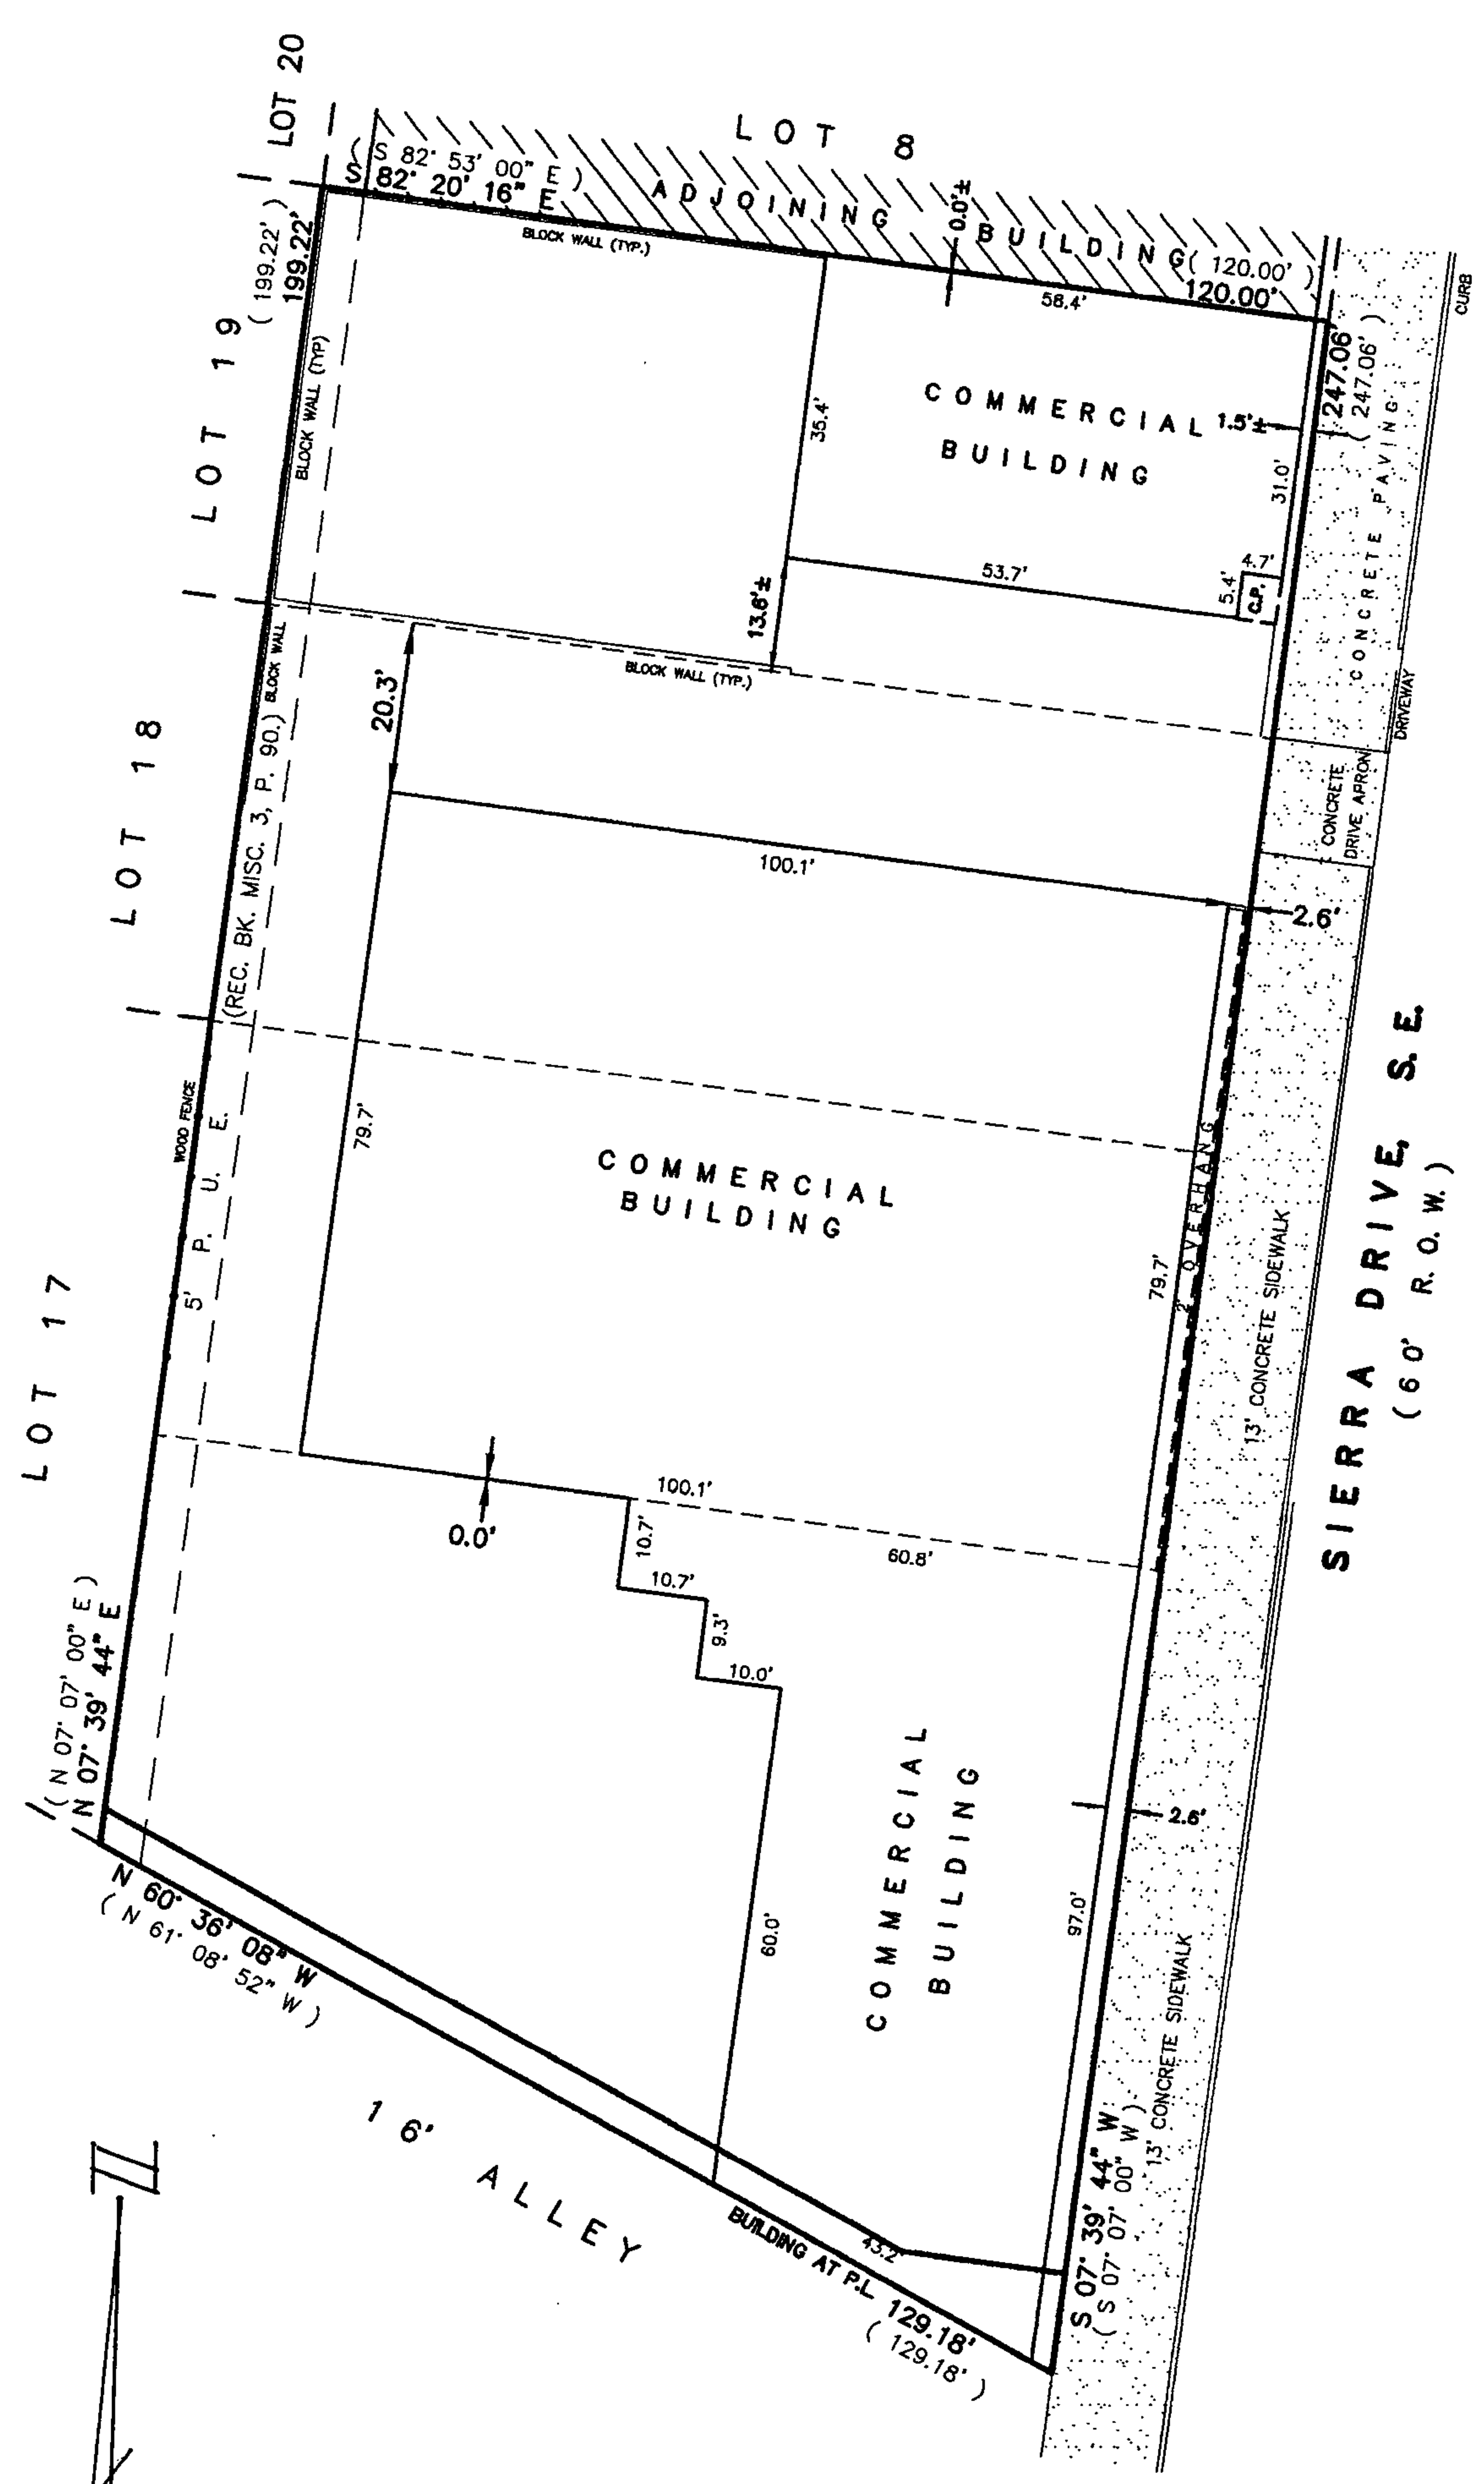 LOT 20
LOT 8
( S 82° 53' 00" E )
S 82° 20' 16" E
ADJOINING BUILDING
0.0'±
( 120.00' )
120.00'
BLOCK WALL (TYP.)
58.4'
CURB
( 199.22' )
199.22'
LOT 19
BLOCK WALL (TYP)
35.4'
COMMERCIAL
BUILDING
1.5'±
247.06'
( 247.06' )
31.0'
CONCRETE PAVING
53.7'
4.7'
5.4'
C.P.
13.6'±
BLOCK WALL (TYP.)
BLOCK WALL
20.3'
DRIVEWAY
CONCRETE
DRIVE APRON
LOT 18
(REC. BK. MISC. 3, P. 90.)
100.1'
2.6'
WOOD FENCE
79.7'
COMMERCIAL
BUILDING
5' P. U. E.
2' OVERHANG
79.7'
13' CONCRETE SIDEWALK
SIERRA DRIVE, S.E.
( 60' R. O. W. )
LOT 17
100.1'
0.0'
10.7'
60.8'
10.7'
9.3'
10.0'
( N 07° 07' 00" E )
N 07° 39' 44" E
COMMERCIAL
BUILDING
2.6'
60.0'
97.0'
13' CONCRETE SIDEWALK
N 60° 36' 08" W
( N 61° 08' 52" W )
16' ALLEY
43.2'
BUILDING AT P.L.
129.18'
( 129.18' )
S 07° 39' 44" W
( S 07° 07' 00" W )